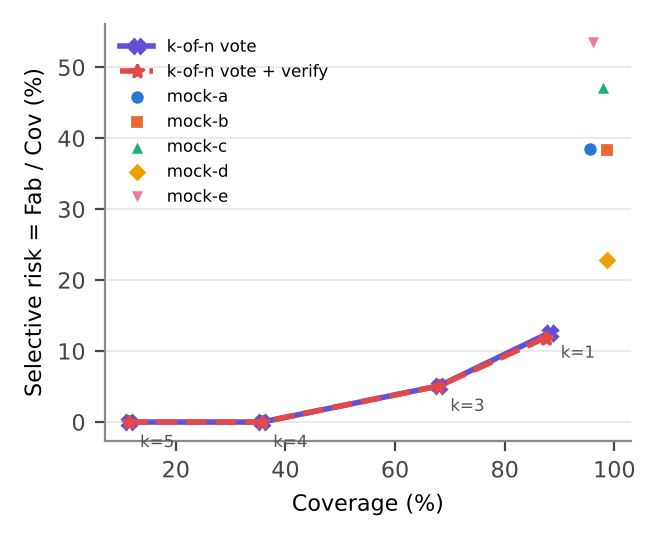 k-of-n vote
k-of-n vote + verify
mock-a
mock-b
mock-c
mock-d
mock-e
Selective risk = Fab / Cov (%)
50
40
30
20
10
0
k=5
k=4
k=3
k=1
20
40
60
80
100
Coverage (%)